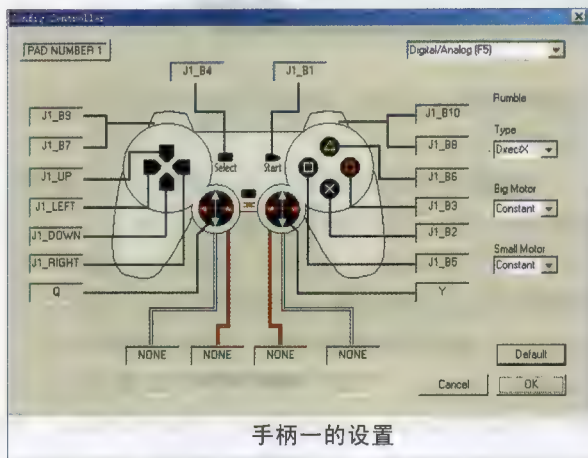 Config Controller
PAD NUMBER 1
Digital/Analog (F5)
J1_B4
J1_B1
J1_B9
J1_B10
Rumble
J1_B7
J1_B8
Type
DirectX
Select
Start
J1_UP
J1_B6
J1_LEFT
J1_B3
Big Motor
Constant
J1_DOWN
J1_B2
J1_RIGHT
J1_B5
Small Motor
Constant
Q
Y
NONE
NONE
NONE
NONE
Default
Cancel
OK
手柄一的设置